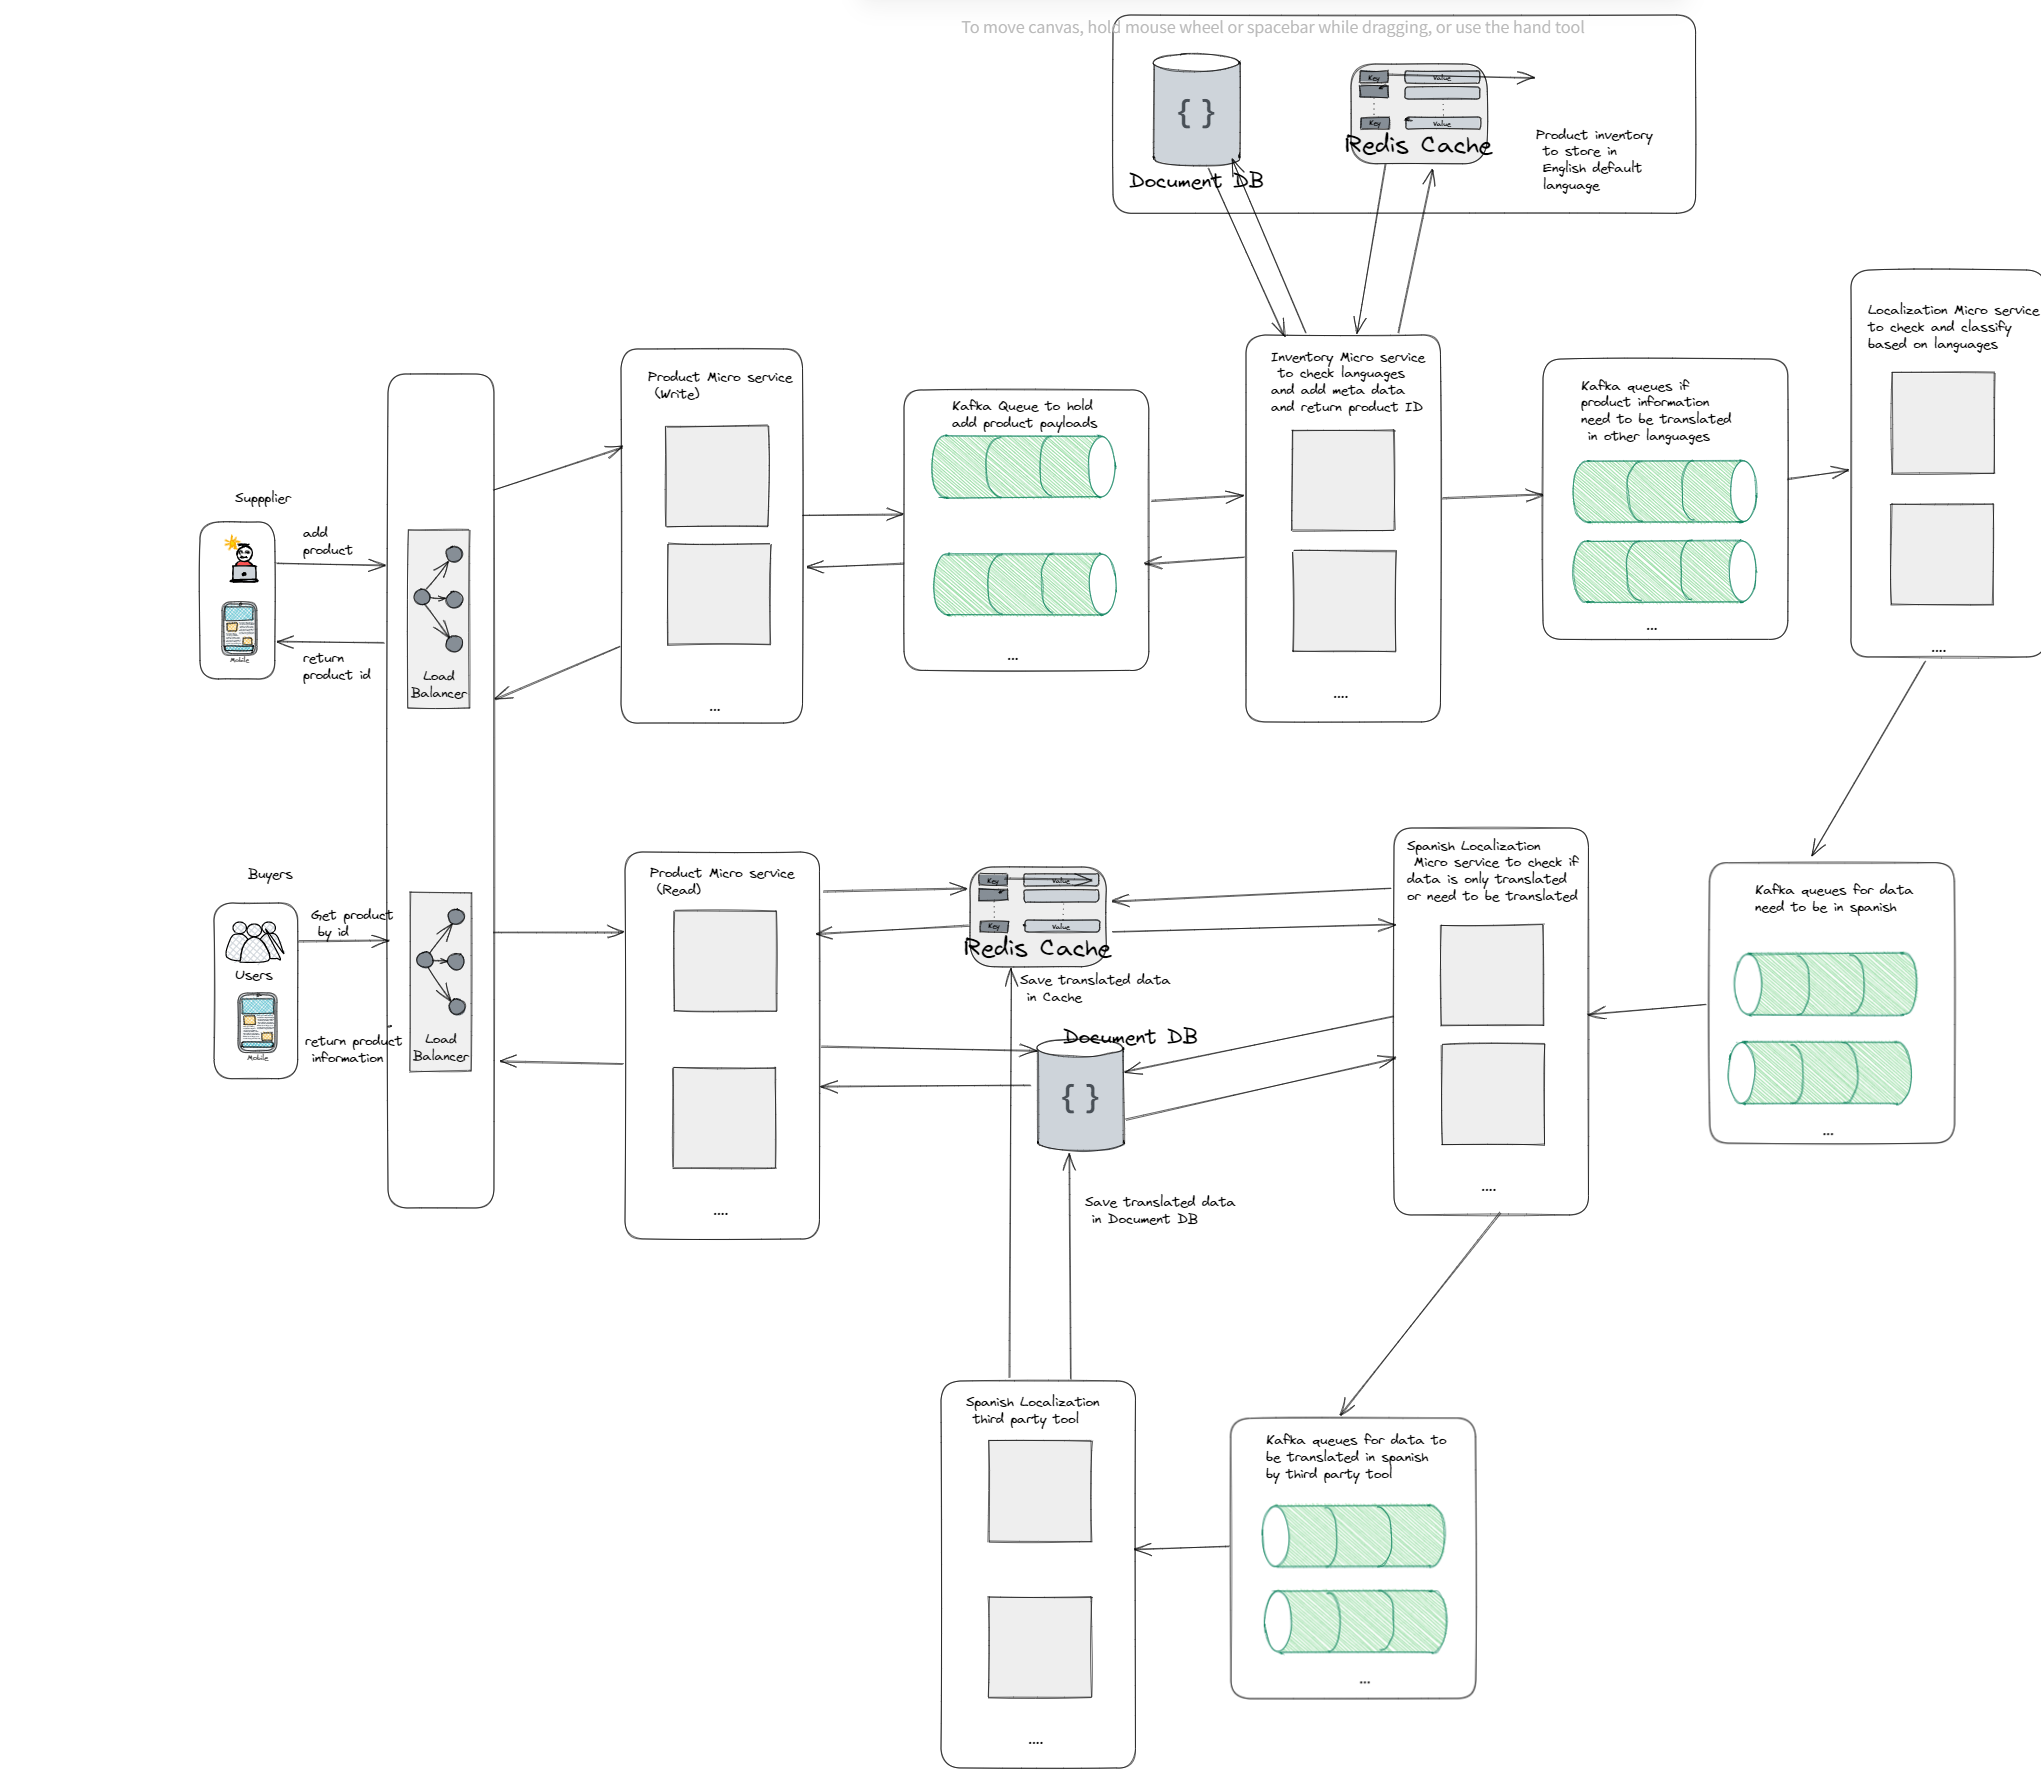 To move canvas, hold mouse wheel or spacebar while dragging, or use the hand tool
{ }
Document DB
Key
Value
Key
Value
Redis Cache
Product inventory
to store in
English default
language
Localization Micro service
to check and classify
based on languages
....
Product Micro service
(Write)
...
Kafka Queue to hold
add product payloads
...
Inventory Micro service
to check languages
and add meta data
and return product ID
....
Kafka queues if
product information
need to be translated
in other languages
...
Suppplier
add
product
Mobile
return
product id
Load
Balancer
Buyers
Get product
by id
Users
Mobile
return product
information
Load
Balancer
Product Micro service
(Read)
....
Key
Value
Key
Value
Redis Cache
Save translated data
in Cache
Document DB
{ }
Save translated data
in Document DB
Spanish Localization
Micro service to check if
data is only translated
or need to be translated
....
Kafka queues for data
need to be in spanish
...
Spanish Localization
third party tool
....
Kafka queues for data to
be translated in spanish
by third party tool
...